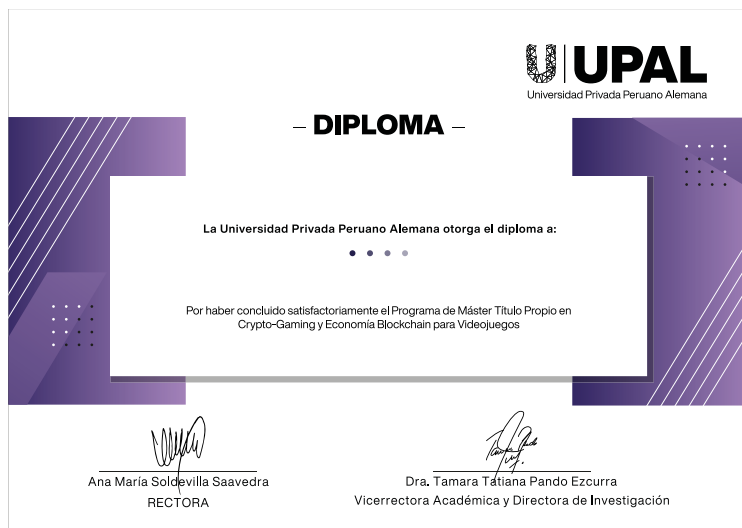 UPAL
Universidad Privada Peruano Alemana
– DIPLOMA –
La Universidad Privada Peruano Alemana otorga el diploma a:
Por haber concluido satisfactoriamente el Programa de Máster Título Propio en
Crypto-Gaming y Economía Blockchain para Videojuegos
Ana María Soldevilla Saavedra
RECTORA
Dra. Tamara Tatiana Pando Ezcurra
Vicerrectora Académica y Directora de Investigación